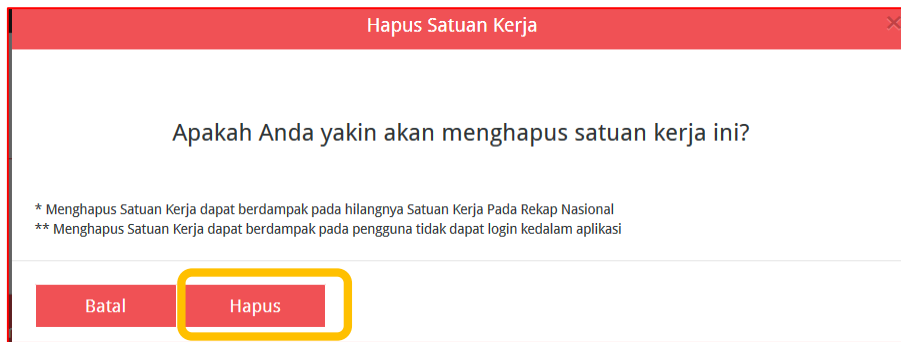 Hapus Satuan Kerja
Apakah Anda yakin akan menghapus satuan kerja ini?
* Menghapus Satuan Kerja dapat berdampak pada hilangnya Satuan Kerja Pada Rekap Nasional
** Menghapus Satuan Kerja dapat berdampak pada pengguna tidak dapat login kedalam aplikasi
Batal Hapus